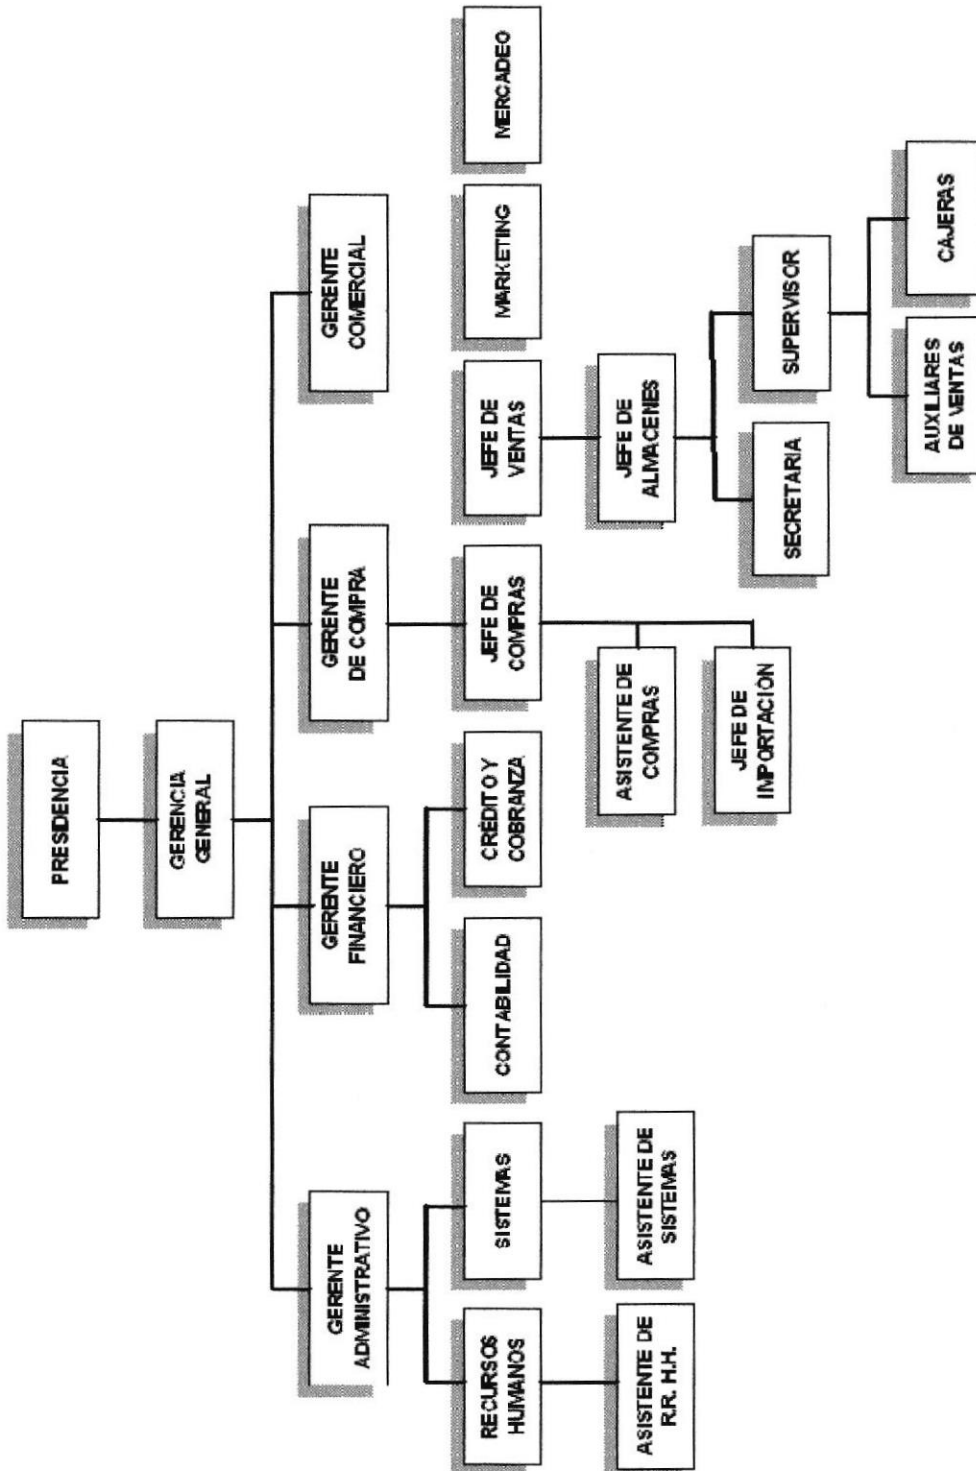 PRESIDENCIA
GERENCIA
GENERAL
GERENTE
ADMINISTRATIVO
GERENTE
FINANCIERO
GERENTE
DE COMPRA
GERENTE
COMERCIAL
RECURSOS
HUMANOS
SISTEMAS
CONTABILIDAD
CRÉDITO Y
COBRANZA
JEFE DE
COMPRAS
JEFE DE
VENTAS
MARKETING
MERCADEO
ASISTENTE DE
R.R. H.H.
ASISTENTE DE
SISTEMAS
ASISTENTE DE
COMPRAS
JEFE DE
ALMACENES
JEFE DE
IMPORTACIÓN
SECRETARIA
SUPERVISOR
AUXILIARES
DE VENTAS
CAJERAS